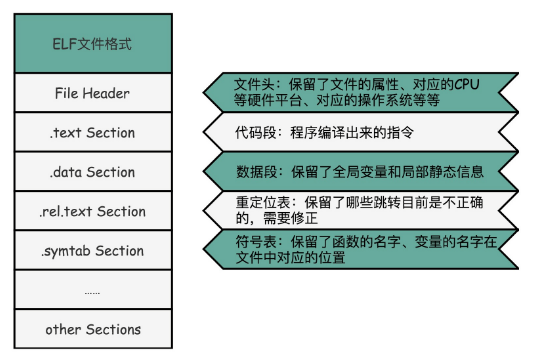 ELF文件格式
File Header
文件头：保留了文件的属性、对应的CPU
等硬件平台、对应的操作系统等等
.text Section
代码段：程序编译出来的指令
.data Section
数据段：保留了全局变量和局部静态信息
.rel.text Section
重定位表：保留了哪些跳转目前是不正确
的，需要修正
.symtab Section
符号表：保留了函数的名字、变量的名字在
文件中对应的位置
……
other Sections